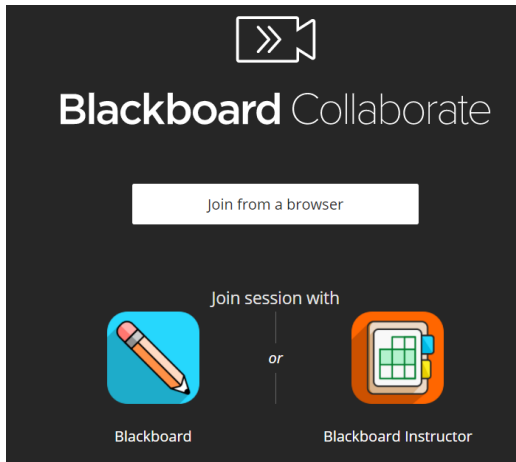 Blackboard Collaborate
Join from a browser
Join session with
or
Blackboard
Blackboard Instructor